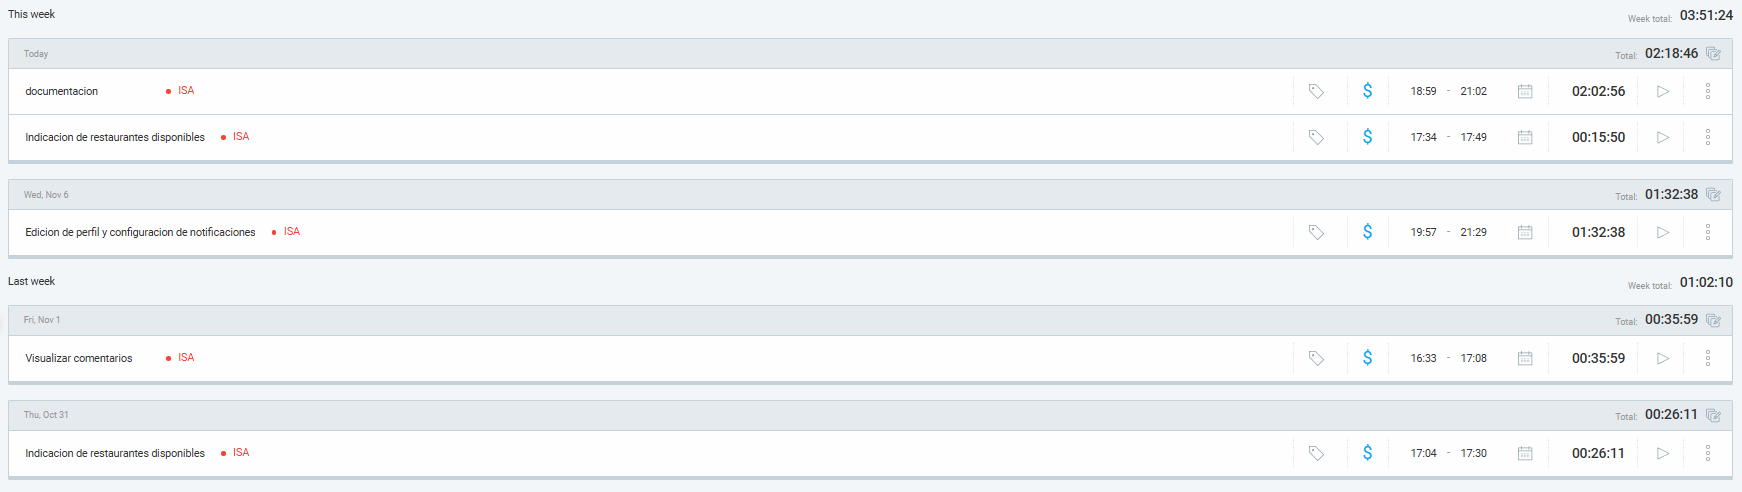 This week Week total: 03:51:24
Today Total: 02:18:46
documentacion ISA $ 18:59 - 21:02 02:02:56
Indicacion de restaurantes disponibles ISA $ 17:34 - 17:49 00:15:50
Wed, Nov 6 Total: 01:32:38
Edicion de perfil y configuracion de notificaciones ISA $ 19:57 - 21:29 01:32:38
Last week Week total: 01:02:10
Fri, Nov 1 Total: 00:35:59
Visualizar comentarios ISA $ 16:33 - 17:08 00:35:59
Thu, Oct 31 Total: 00:26:11
Indicacion de restaurantes disponibles ISA $ 17:04 - 17:30 00:26:11